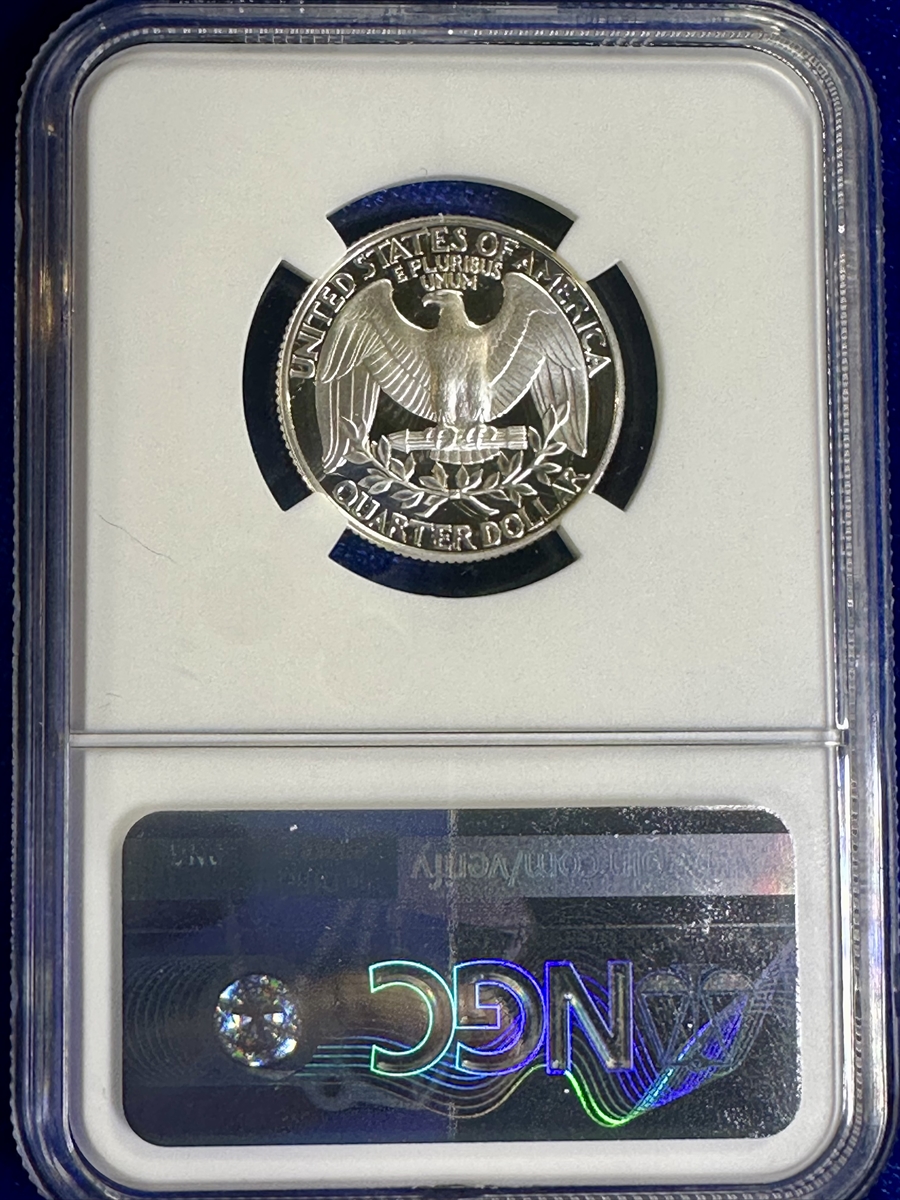 UNITED STATES OF AMERICA
E PLURIBUS
UNUM
QUARTER DOLLAR
NGC